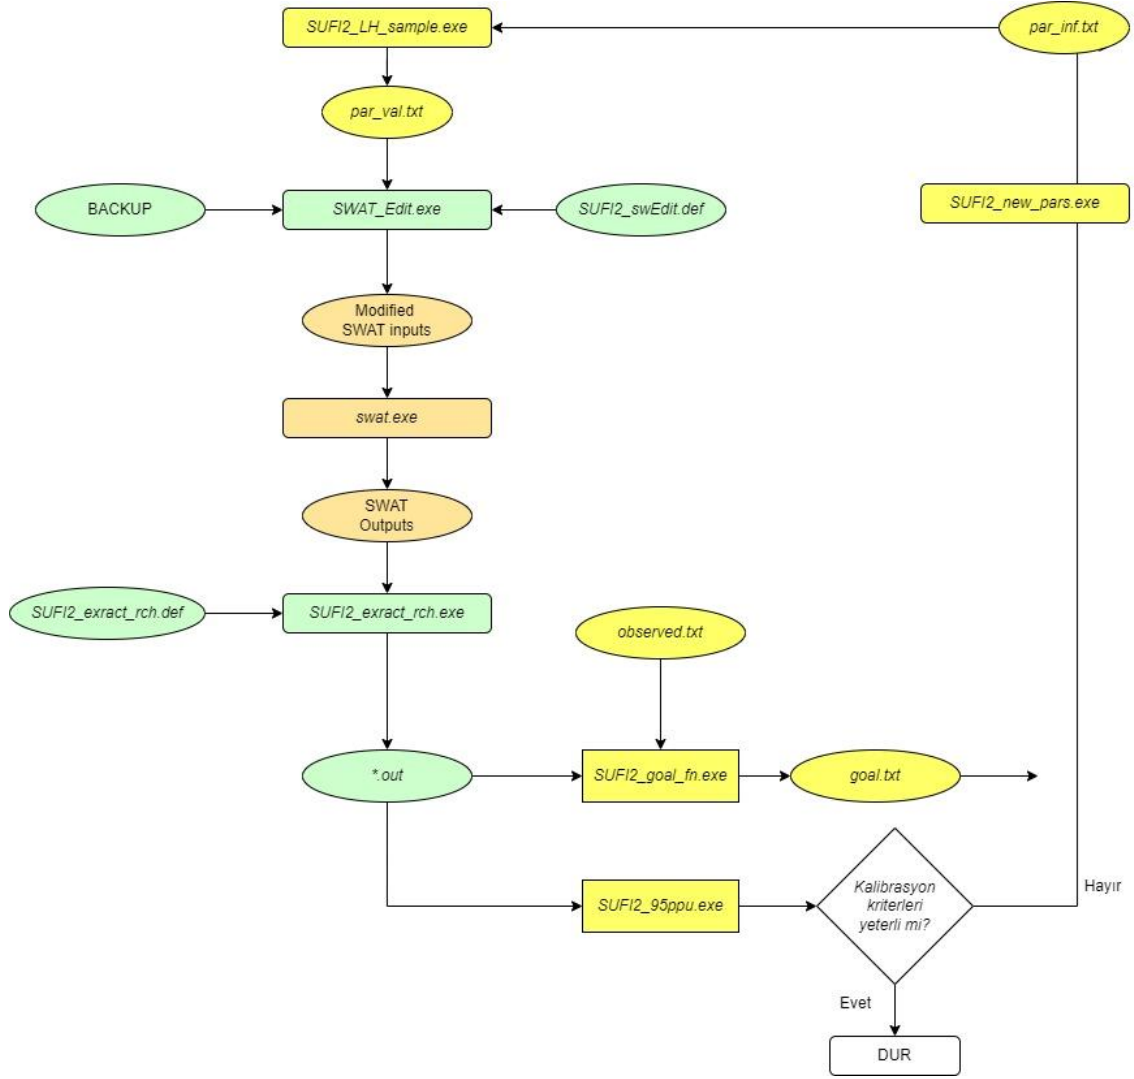 SUFI2_LH_sample.exe
par_inf.txt
par_val.txt
BACKUP
SWAT_Edit.exe
SUFI2_swEdit.def
SUFI2_new_pars.exe
Modified
SWAT inputs
swat.exe
SWAT
Outputs
SUFI2_exract_rch.def
SUFI2_exract_rch.exe
observed.txt
*.out
SUFI2_goal_fn.exe
goal.txt
Kalibrasyon
kriterleri
yeterli mi?
Hayır
SUFI2_95ppu.exe
Evet
DUR